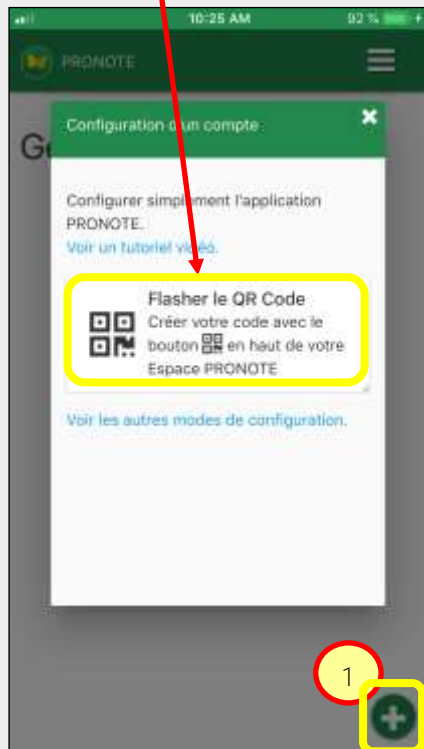 10:25 AM 92 %
PRONOTE
Configuration d'un compte
Configurer simplement l'application
PRONOTE.
Voir un tutoriel vidéo.
Flasher le QR Code
Créer votre code avec le
bouton en haut de votre
Espace PRONOTE
Voir les autres modes de configuration.
1